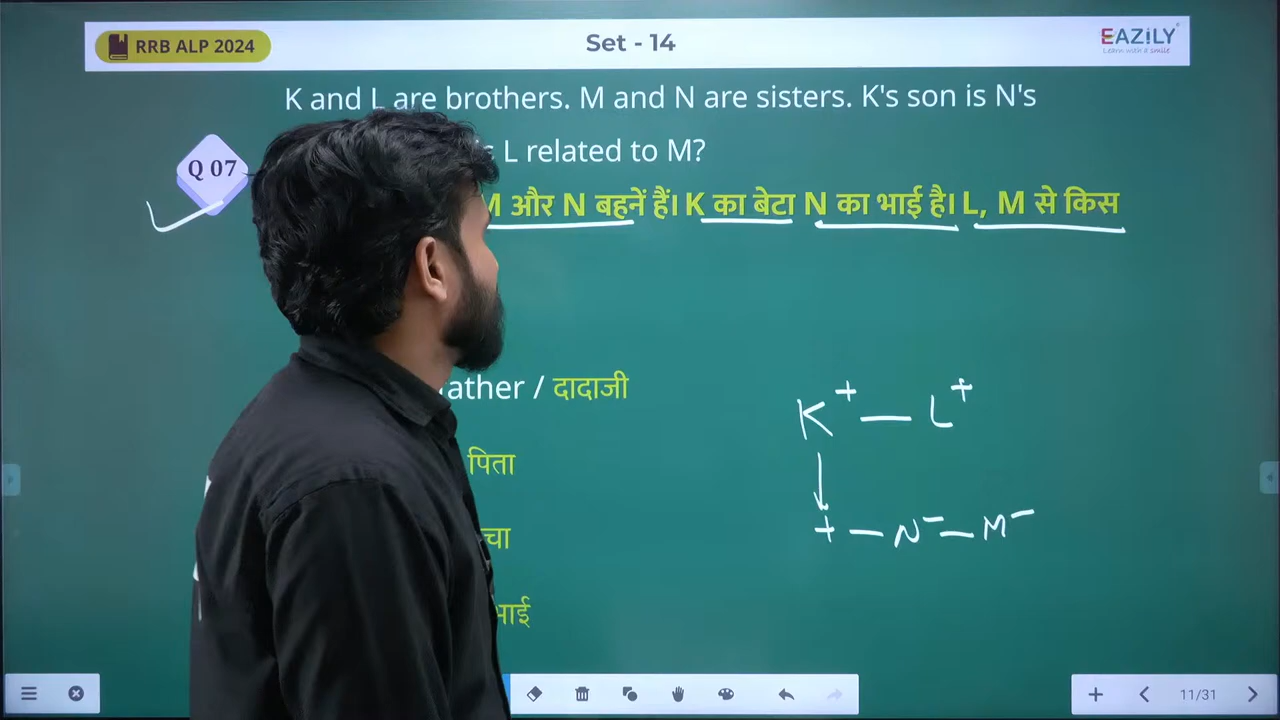 RRB ALP 2024
Set - 14
EAZILY
Learn with a smile
K and L are brothers. M and N are sisters. K's son is N's
Q 07
L related to M?
और N बहनें हैं। K का बेटा N का भाई है। L, M से किस
/ दादाजी
पिता
K + — L +
+ — N - — M -
11/31